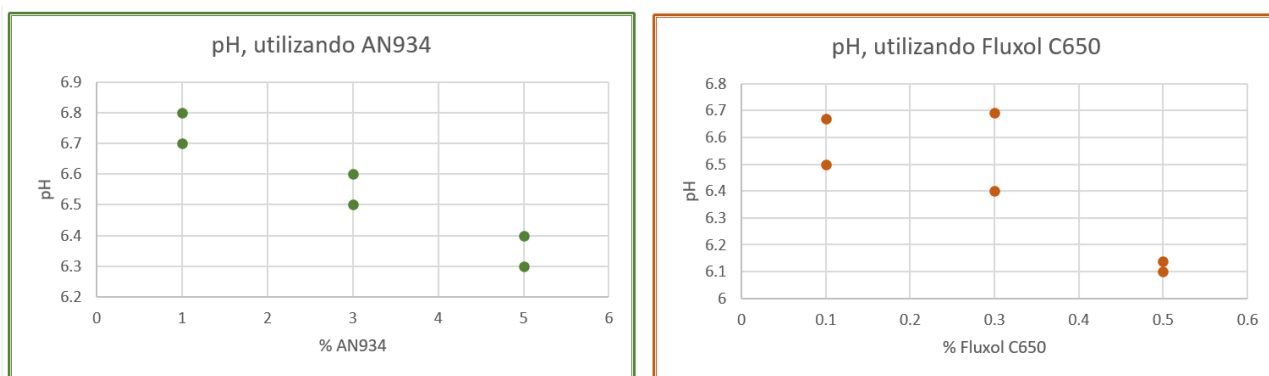 pH, utilizando AN934
6.9
6.8
6.7
6.6
6.5
6.4
6.3
6.2
pH
0 1 2 3 4 5 6
% AN934
pH, utilizando Fluxol C650
6.8
6.7
6.6
6.5
6.4
6.3
6.2
6.1
6
pH
0 0.1 0.2 0.3 0.4 0.5 0.6
% Fluxol C650